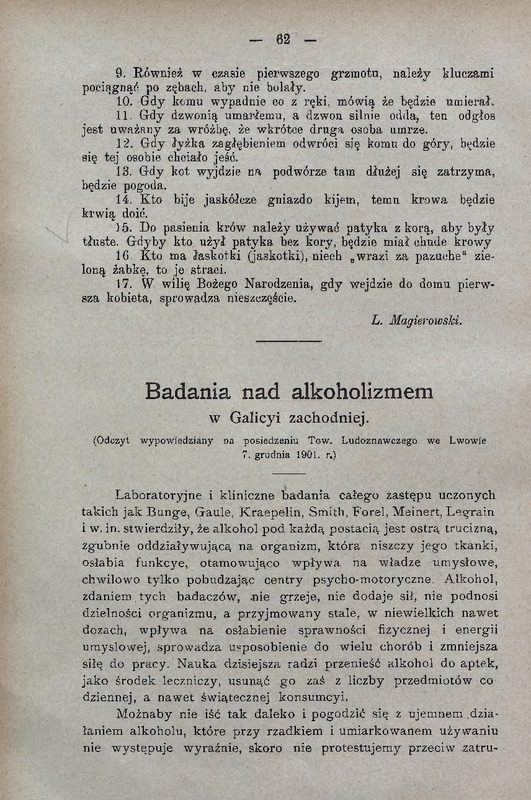 — 62 —
9. Również w czasie pierwszego grzmotu, należy kluczami
pociągnąć po zębach, aby nie bolały.
10. Gdy komu wypadnie co z ręki, mówią że będzie umierał.
11. Gdy dzwonią umarłemu, a dzwon silnie odda, ten odgłos
jest uważany za wróżbę, że wkrótce druga osoba umrze.
12. Gdy łyżka zagłębieniem odwróci się komu do góry, będzie
się tej osobie chciało jeść.
13. Gdy kot wyjdzie na podwórze tam dłużej się zatrzyma,
będzie pogoda.
14. Kto bije jaskółcze gniazdo kijem, temu krowa będzie
krwią doić.
15. Do pasienia krów należy używać patyka z korą, aby były
tłuste. Gdyby kto użył patyka bez kory, będzie miał chude krowy
16 Kto ma łaskotki (jaskotki), niech „wrazi za pazuche" zie-
loną żabkę, to je straci.
17. W wilię Bożego Narodzenia, gdy wejdzie do domu pierw-
sza kobieta, sprowadza nieszczęście.
L. Magierowski.
Badania nad alkoholizmem
w Galicyi zachodniej.
(Odczyt wypowiedziany na posiedzeniu Tow. Ludoznawczego we Lwowie
7. grudnia 1901. r.)
Laboratoryjne i kliniczne badania całego zastępu uczonych
takich jak Bunge, Gaule, Kraepelin, Smith, Forel, Meinert, Legrain
i w. in. stwierdziły, że alkohol pod każdą postacią jest ostrą trucizną,
zgubnie oddziaływującą na organizm, która niszczy jego tkanki,
osłabia funkcye, otamowująco wpływa na władze umysłowe,
chwilowo tylko pobudzając centry psycho-motoryczne. Alkohol,
zdaniem tych badaczów, nie grzeje, nie dodaje sił, nie podnosi
dzielności organizmu, a przyjmowany stale, w niewielkich nawet
dozach, wpływa na osłabienie sprawności fizycznej i energii
umysłowej, sprowadza usposobienie do wielu chorób i zmniejsza
siłę do pracy. Nauka dzisiejsza radzi przenieść alkohol do aptek,
jako środek leczniczy, usunąć go zaś z liczby przedmiotów co
dziennej, a nawet świątecznej konsumcyi.
Możnaby nie iść tak daleko i pogodzić się z ujemnem dzia-
łaniem alkoholu, które przy rzadkiem i umiarkowanem używaniu
nie występuje wyraźnie, skoro nie protestujemy przeciw zatru-